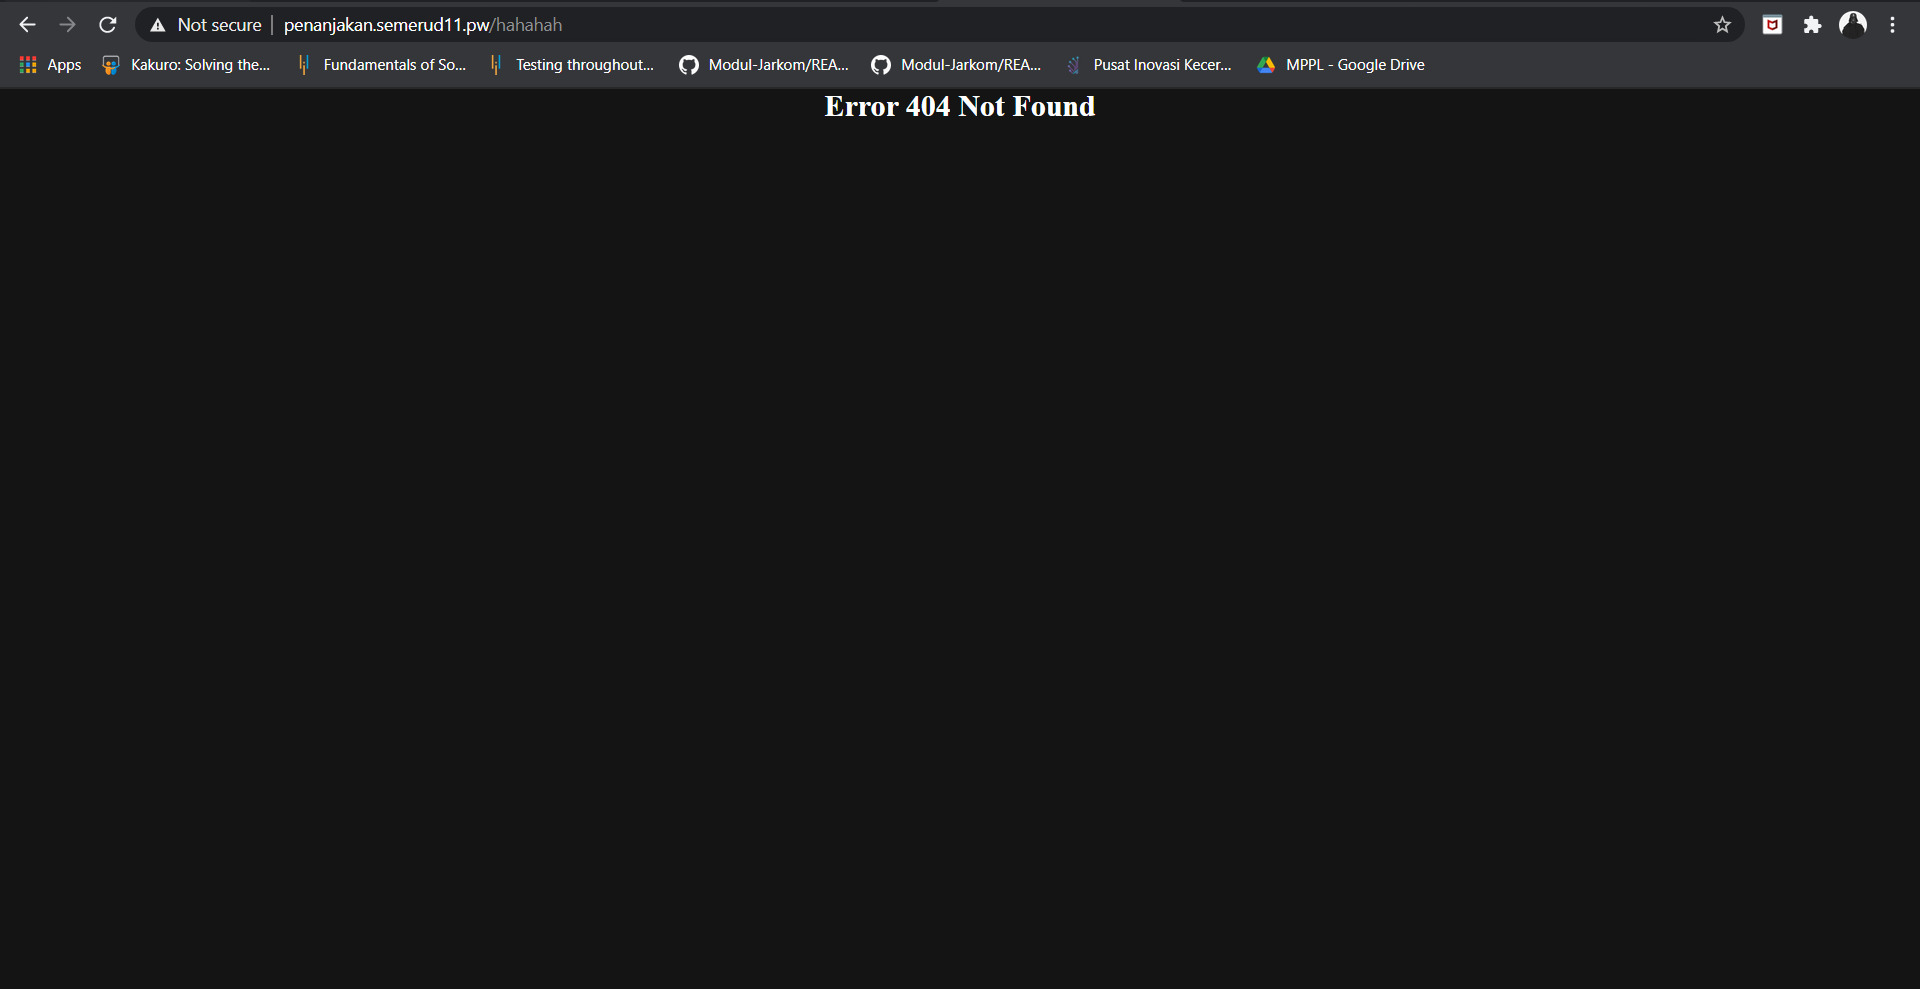 Not secure | penanjakan.semerud11.pw/hahahah
Apps Kakuro: Solving the... Fundamentals of So... Testing throughout... Modul-Jarkom/REA... Modul-Jarkom/REA... Pusat Inovasi Kecer... MPPL - Google Drive
Error 404 Not Found